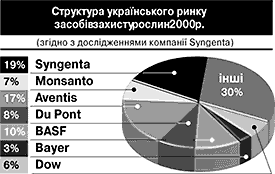 Структура українського ринку
засобівзахистурослин2000р.
(згідно з дослідженнями компанії Syngenta)
19% Syngenta
7% Monsanto
17% Aventis
8% Du Pont
10% BASF
3% Bayer
6% Dow
інші
30%